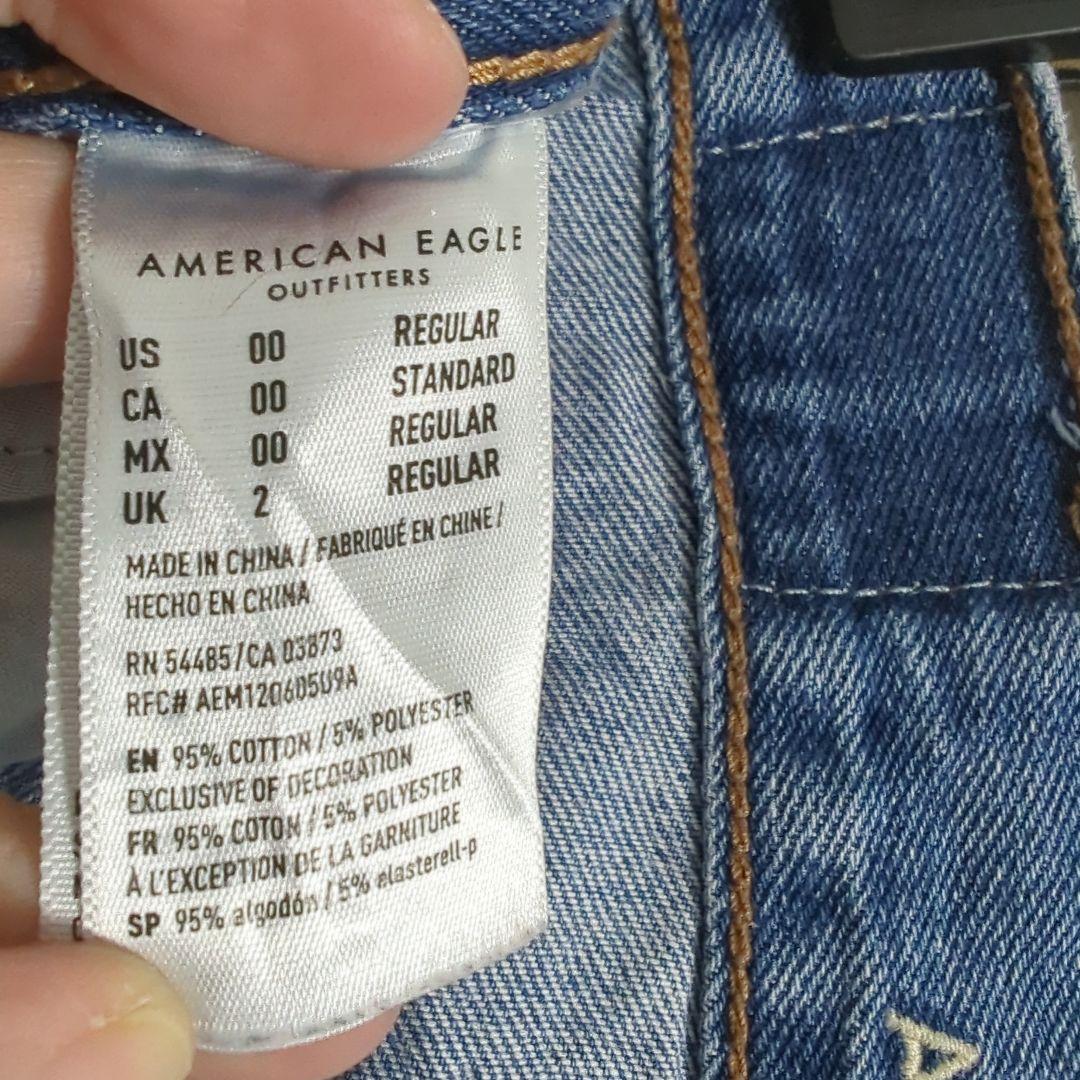 AMERICAN EAGLE
OUTFITTERS
US 00 REGULAR
CA 00 STANDARD
MX 00 REGULAR
UK 2 REGULAR
MADE IN CHINA / FABRIQUÉ EN CHINE /
HECHO EN CHINA
RN 54485/CA 03873
RFC# AEM120605U9A
EN 95% COTTON / 5% POLYESTER
EXCLUSIVE OF DECORATION
FR 95% COTON / 5% POLYESTER
À L'EXCEPTION DE LA GARNITURE
SP 95% algodón / 5% elasterell-p
A